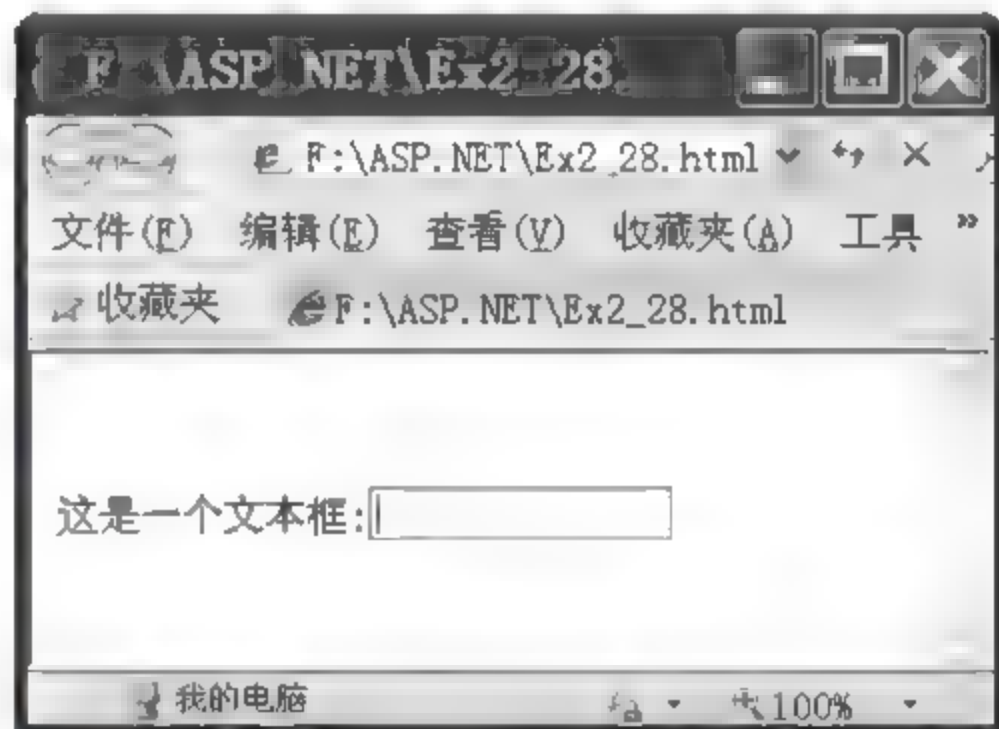 F:\ASP.NET\Ex2_28
F:\ASP.NET\Ex2_28.html
文件(F) 编辑(E) 查看(V) 收藏夹(A) 工具 »
收藏夹 F:\ASP.NET\Ex2_28.html
这是一个文本框:
我的电脑 100%